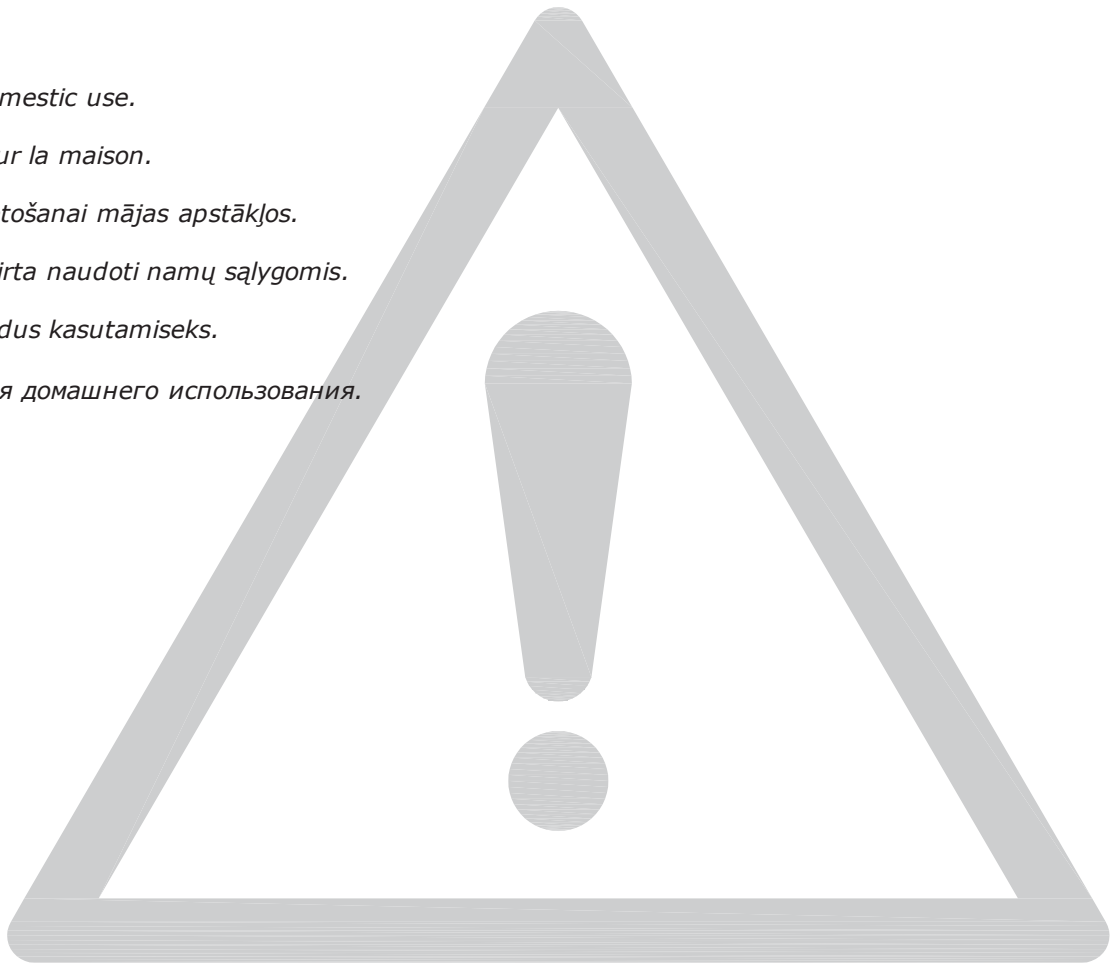 mestic use.
ur la maison.
tošanai mājas apstākļos.
irta naudoti namų sąlygomis.
dus kasutamiseks.
я домашнего использования.